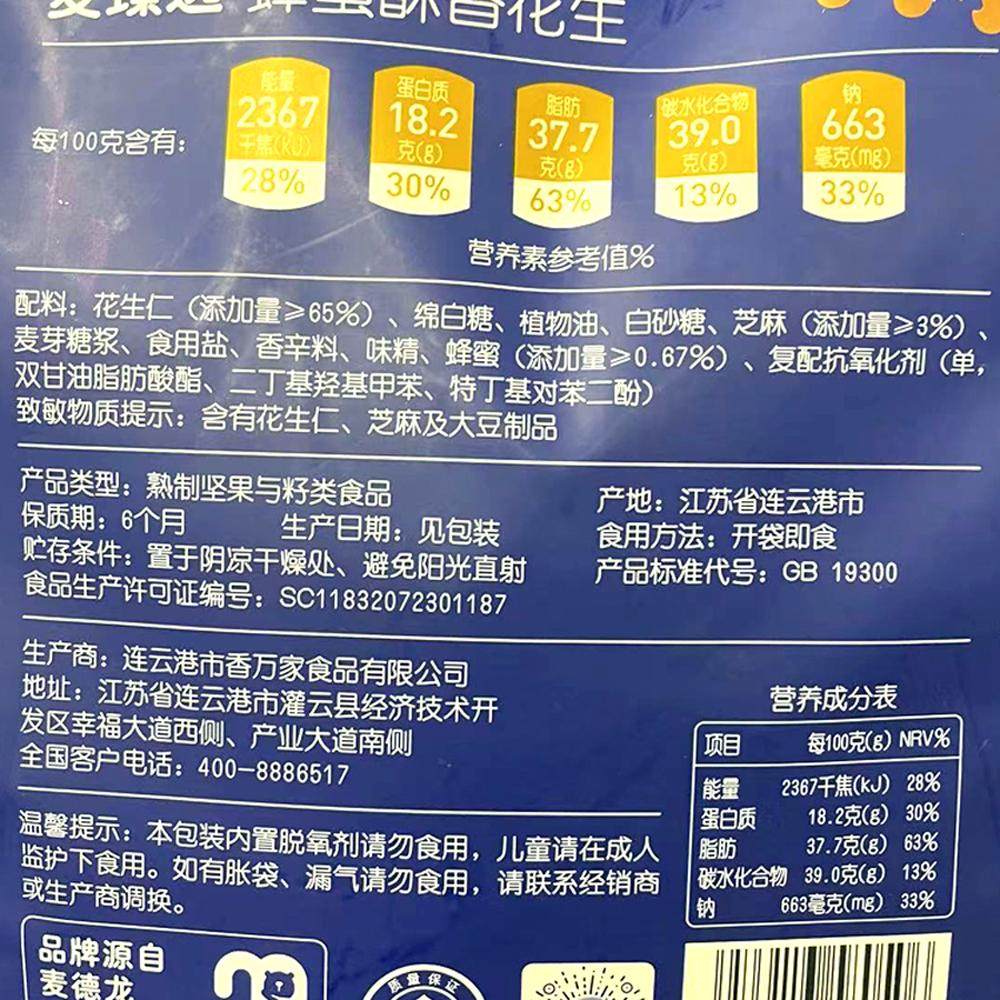 麦臻选 蜂蜜酥香花生
每100克含有：
能量
2367
千焦(kJ)
28%
蛋白质
18.2
克(g)
30%
脂肪
37.7
克(g)
63%
碳水化合物
39.0
克(g)
13%
钠
663
毫克(mg)
33%
营养素参考值%
配料：花生仁（添加量≥65%）、绵白糖、植物油、白砂糖、芝麻（添加量≥3%）、
麦芽糖浆、食用盐、香辛料、味精、蜂蜜（添加量≥0.67%）、复配抗氧化剂（单，
双甘油脂肪酸酯、二丁基羟基甲苯、特丁基对苯二酚）
致敏物质提示：含有花生仁、芝麻及大豆制品
产品类型：熟制坚果与籽类食品
保质期：6个月 生产日期：见包装
贮存条件：置于阴凉干燥处、避免阳光直射
食品生产许可证编号：SC11832072301187
产地：江苏省连云港市
食用方法：开袋即食
产品标准代号：GB 19300
生产商：连云港市香万家食品有限公司
地址：江苏省连云港市灌云县经济技术开
发区幸福大道西侧、产业大道南侧
全国客户电话：400-8886517
温馨提示：本包装内置脱氧剂请勿食用，儿童请在成人
监护下食用。如有胀袋、漏气请勿食用，请联系经销商
或生产商调换。
营养成分表
项目 每100克(g) NRV%
能量 2367千焦(kJ) 28%
蛋白质 18.2克(g) 30%
脂肪 37.7克(g) 63%
碳水化合物 39.0克(g) 13%
钠 663毫克(mg) 33%
品牌源自
麦德龙
质量保证